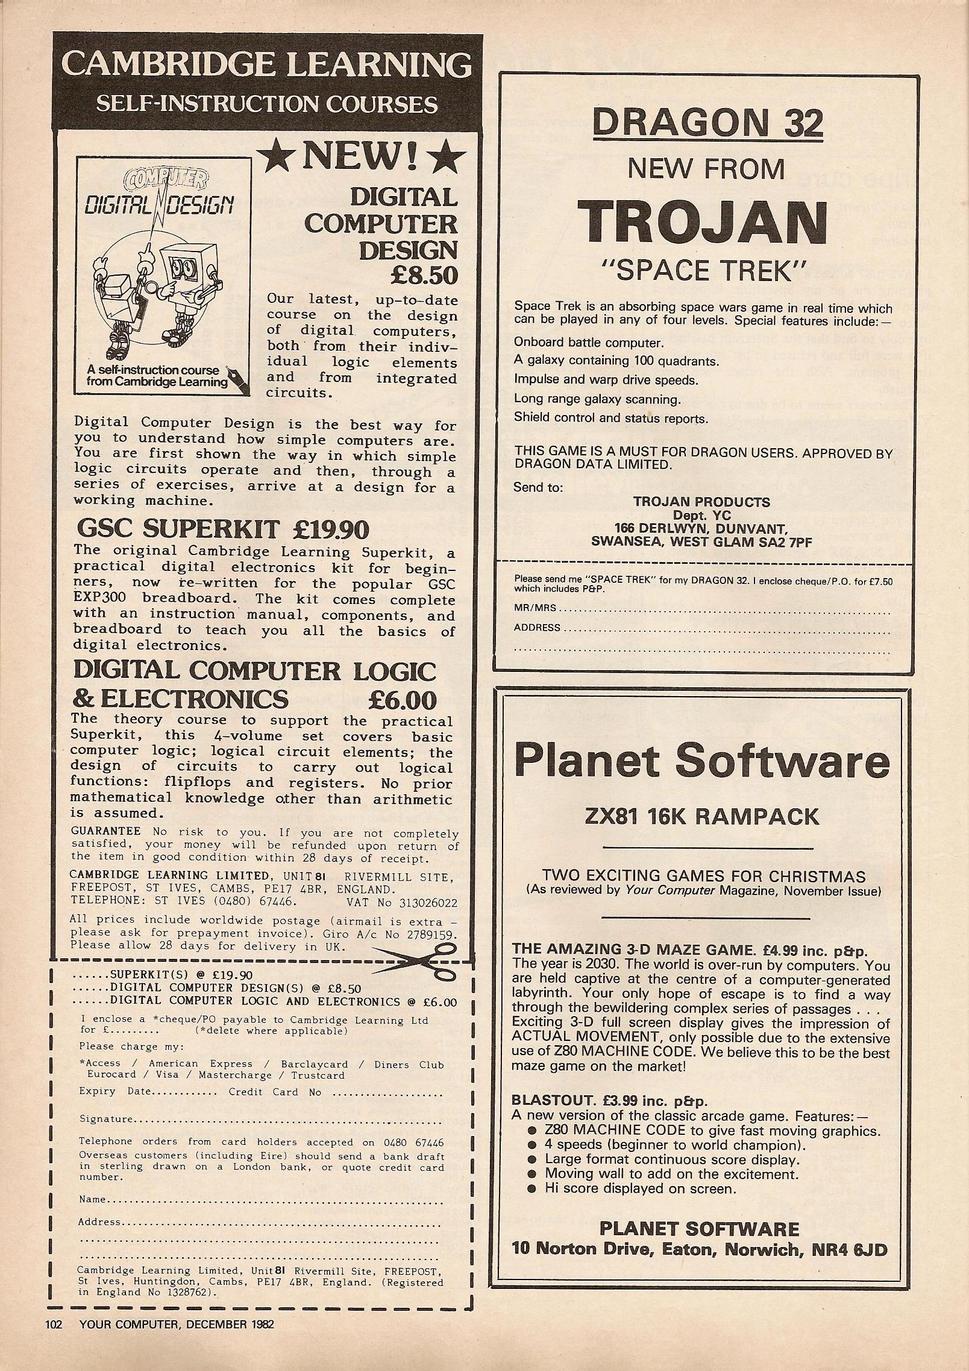 CAMBRIDGE LEARNING
SELF-INSTRUCTION COURSES
★ NEW! ★
COMPUTER
DIGITAL DESIGN
A self-instruction course
from Cambridge Learning
DIGITAL
COMPUTER
DESIGN
£8.50
Our latest, up-to-date
course on the design
of digital computers,
both from their indiv-
idual logic elements
and from integrated
circuits.
Digital Computer Design is the best way for
you to understand how simple computers are.
You are first shown the way in which simple
logic circuits operate and then, through a
series of exercises, arrive at a design for a
working machine.
GSC SUPERKIT £19.90
The original Cambridge Learning Superkit, a
practical digital electronics kit for begin-
ners, now re-written for the popular GSC
EXP300 breadboard. The kit comes complete
with an instruction manual, components, and
breadboard to teach you all the basics of
digital electronics.
DIGITAL COMPUTER LOGIC
& ELECTRONICS £6.00
The theory course to support the practical
Superkit, this 4-volume set covers basic
computer logic; logical circuit elements; the
design of circuits to carry out logical
functions: flipflops and registers. No prior
mathematical knowledge other than arithmetic
is assumed.
GUARANTEE No risk to you. If you are not completely
satisfied, your money will be refunded upon return of
the item in good condition within 28 days of receipt.
CAMBRIDGE LEARNING LIMITED, UNIT 81 RIVERMILL SITE,
FREEPOST, ST IVES, CAMBS, PE17 4BR, ENGLAND.
TELEPHONE: ST IVES (0480) 67446. VAT No 313026022
All prices include worldwide postage (airmail is extra -
please ask for prepayment invoice). Giro A/c No 2789159.
Please allow 28 days for delivery in UK.
......SUPERKIT(S) @ £19.90
......DIGITAL COMPUTER DESIGN(S) @ £8.50
......DIGITAL COMPUTER LOGIC AND ELECTRONICS @ £6.00
I enclose a *cheque/PO payable to Cambridge Learning Ltd
for £......... (*delete where applicable)
Please charge my:
*Access / American Express / Barclaycard / Diners Club
Eurocard / Visa / Mastercharge / Trustcard
Expiry Date........... Credit Card No ...................
Signature....................................................
Telephone orders from card holders accepted on 0480 67446
Overseas customers (including Eire) should send a bank draft
in sterling drawn on a London bank, or quote credit card
number.
Name.........................................................
Address......................................................
Cambridge Learning Limited, Unit 81 Rivermill Site, FREEPOST,
St Ives, Huntingdon, Cambs, PE17 4BR, England. (Registered
in England No 1328762).
DRAGON 32
NEW FROM
TROJAN
"SPACE TREK"
Space Trek is an absorbing space wars game in real time which
can be played in any of four levels. Special features include:—
Onboard battle computer.
A galaxy containing 100 quadrants.
Impulse and warp drive speeds.
Long range galaxy scanning.
Shield control and status reports.
THIS GAME IS A MUST FOR DRAGON USERS. APPROVED BY
DRAGON DATA LIMITED.
Send to:
TROJAN PRODUCTS
Dept. YC
166 DERLWYN, DUNVANT,
SWANSEA, WEST GLAM SA2 7PF
Please send me "SPACE TREK" for my DRAGON 32. I enclose cheque/P.O. for £7.50
which includes P&P.
MR/MRS ............................................................
ADDRESS ...........................................................
Planet Software
ZX81 16K RAMPACK
TWO EXCITING GAMES FOR CHRISTMAS
(As reviewed by Your Computer Magazine, November Issue)
THE AMAZING 3-D MAZE GAME. £4.99 inc. p&p.
The year is 2030. The world is over-run by computers. You
are held captive at the centre of a computer-generated
labyrinth. Your only hope of escape is to find a way
through the bewildering complex series of passages . . .
Exciting 3-D full screen display gives the impression of
ACTUAL MOVEMENT, only possible due to the extensive
use of Z80 MACHINE CODE. We believe this to be the best
maze game on the market!
BLASTOUT. £3.99 inc. p&p.
A new version of the classic arcade game. Features:—
● Z80 MACHINE CODE to give fast moving graphics.
● 4 speeds (beginner to world champion).
● Large format continuous score display.
● Moving wall to add on the excitement.
● Hi score displayed on screen.
PLANET SOFTWARE
10 Norton Drive, Eaton, Norwich, NR4 6JD
102 YOUR COMPUTER, DECEMBER 1982